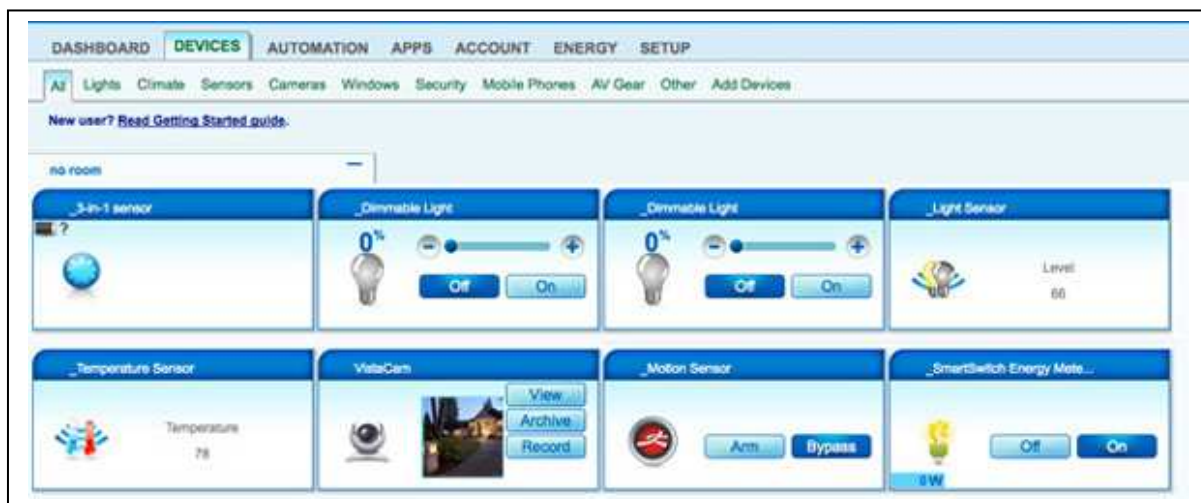 DASHBOARD DEVICES AUTOMATION APPS ACCOUNT ENERGY SETUP
All Lights Climate Sensors Cameras Windows Security Mobile Phones AV Gear Other Add Devices
New user? Read Getting Started guide.
no room
_3-in-1 sensor _Dimmable Light _Dimmable Light _Light Sensor
?
0% 0%
Level
Off On Off On 66
_Temperature Sensor VistaCam _Motion Sensor _SmartSwitch Energy Mete...
View
Temperature Archive
78 Record Arm Bypass Off On
0W